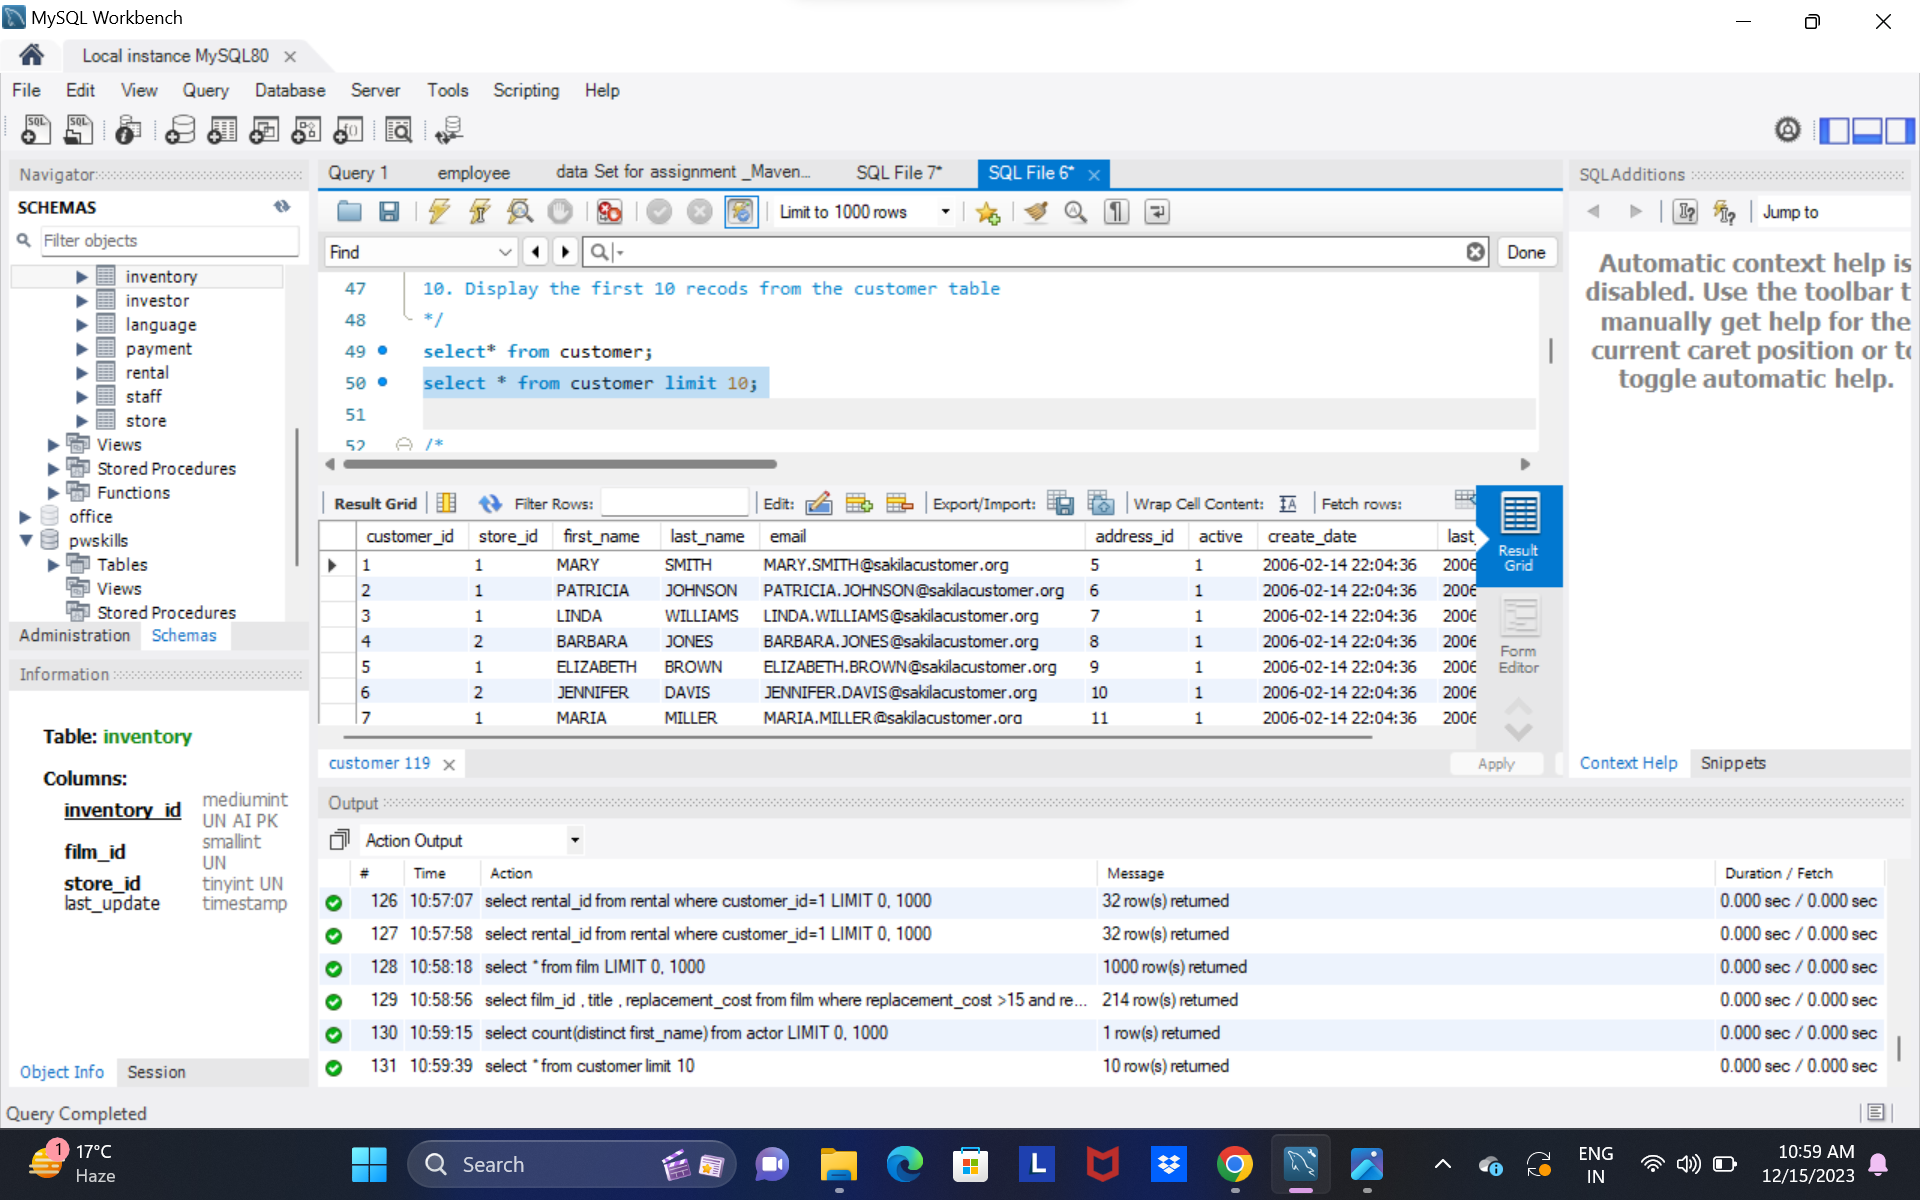 MySQL Workbench
Local instance MySQL80
File Edit View Query Database Server Tools Scripting Help
Navigator
SCHEMAS
Filter objects
inventory
investor
language
payment
rental
staff
store
Views
Stored Procedures
Functions
office
pwskills
Tables
Views
Stored Procedures
Administration Schemas
Information
Table: inventory
Columns:
inventory_id mediumint UN AI PK
film_id smallint UN
store_id tinyint UN
last_update timestamp
Object Info Session
Query Completed
Query 1 employee data Set for assignment _Maven... SQL File 7* SQL File 6*
Limit to 1000 rows
Find Done
47 10. Display the first 10 recods from the customer table
48 */
49 select* from customer;
50 select * from customer limit 10;
51
52 /*
Result Grid Filter Rows: Edit: Export/Import: Wrap Cell Content: Fetch rows:
customer_id store_id first_name last_name email address_id active create_date last_
1 1 MARY SMITH MARY.SMITH@sakilacustomer.org 5 1 2006-02-14 22:04:36 2006
2 1 PATRICIA JOHNSON PATRICIA.JOHNSON@sakilacustomer.org 6 1 2006-02-14 22:04:36 2006
3 1 LINDA WILLIAMS LINDA.WILLIAMS@sakilacustomer.org 7 1 2006-02-14 22:04:36 2006
4 2 BARBARA JONES BARBARA.JONES@sakilacustomer.org 8 1 2006-02-14 22:04:36 2006
5 1 ELIZABETH BROWN ELIZABETH.BROWN@sakilacustomer.org 9 1 2006-02-14 22:04:36 2006
6 2 JENNIFER DAVIS JENNIFER.DAVIS@sakilacustomer.org 10 1 2006-02-14 22:04:36 2006
7 1 MARIA MILLER MARIA.MILLER@sakilacustomer.org 11 1 2006-02-14 22:04:36 2006
Result Grid
Form Editor
customer 119 Apply
SQLAdditions
Jump to
Automatic context help is
disabled. Use the toolbar t
manually get help for the
current caret position or to
toggle automatic help.
Context Help Snippets
Output
Action Output
# Time Action Message Duration / Fetch
126 10:57:07 select rental_id from rental where customer_id=1 LIMIT 0, 1000 32 row(s) returned 0.000 sec / 0.000 sec
127 10:57:58 select rental_id from rental where customer_id=1 LIMIT 0, 1000 32 row(s) returned 0.000 sec / 0.000 sec
128 10:58:18 select * from film LIMIT 0, 1000 1000 row(s) returned 0.000 sec / 0.000 sec
129 10:58:56 select film_id , title , replacement_cost from film where replacement_cost >15 and re... 214 row(s) returned 0.000 sec / 0.000 sec
130 10:59:15 select count(distinct first_name) from actor LIMIT 0, 1000 1 row(s) returned 0.000 sec / 0.000 sec
131 10:59:39 select * from customer limit 10 10 row(s) returned 0.000 sec / 0.000 sec
1
17°C
Haze
Search
L
ENG
IN
10:59 AM
12/15/2023